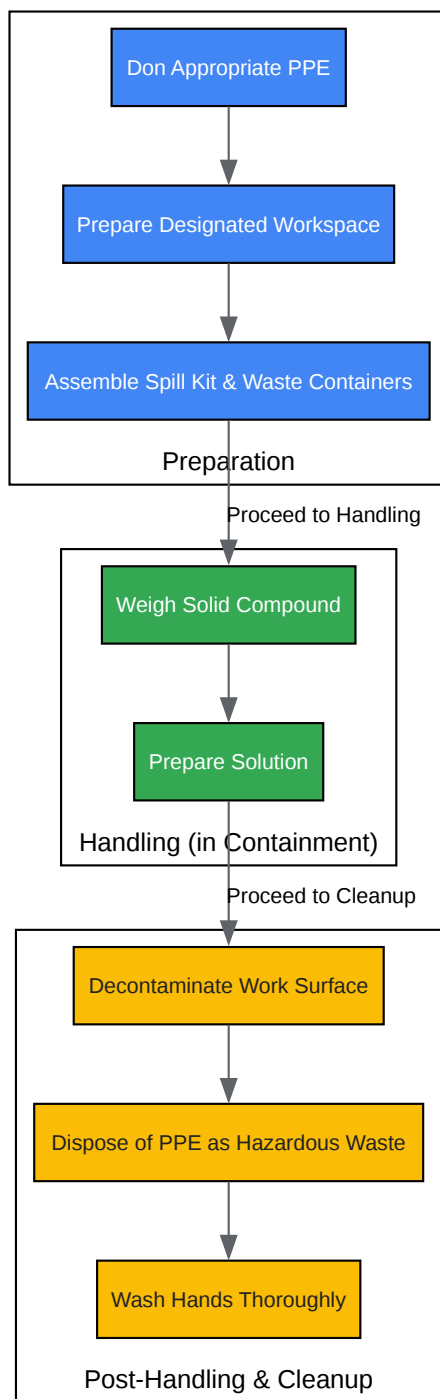 Don Appropriate PPE
Prepare Designated Workspace
Assemble Spill Kit & Waste Containers
Preparation
Proceed to Handling
Weigh Solid Compound
Prepare Solution
Handling (in Containment)
Proceed to Cleanup
Decontaminate Work Surface
Dispose of PPE as Hazardous Waste
Wash Hands Thoroughly
Post-Handling & Cleanup